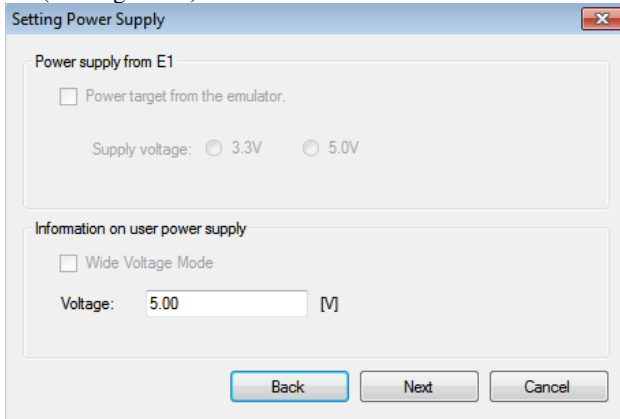 Setting Power Supply
Power supply from E1
Power target from the emulator.
Supply voltage: 3.3V 5.0V
Information on user power supply
Wide Voltage Mode
Voltage: 5.00 [V]
Back Next Cancel